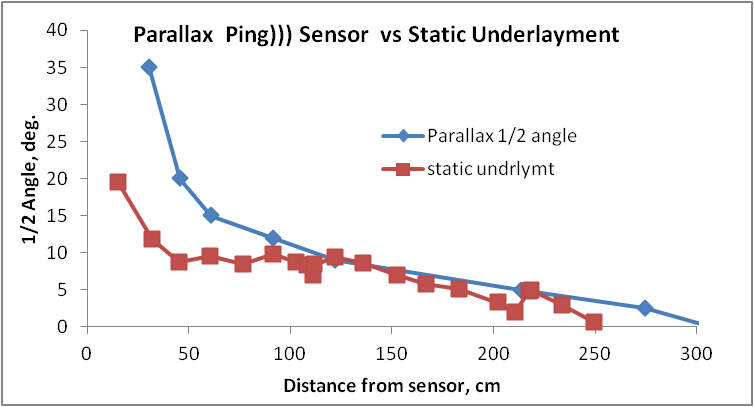 Parallax  Ping))) Sensor  vs Static Underlayment
40
35
30
25
20
15
10
5
0
1/2 Angle, deg.
Parallax 1/2 angle
static undrlymt
0 50 100 150 200 250 300
Distance from sensor, cm